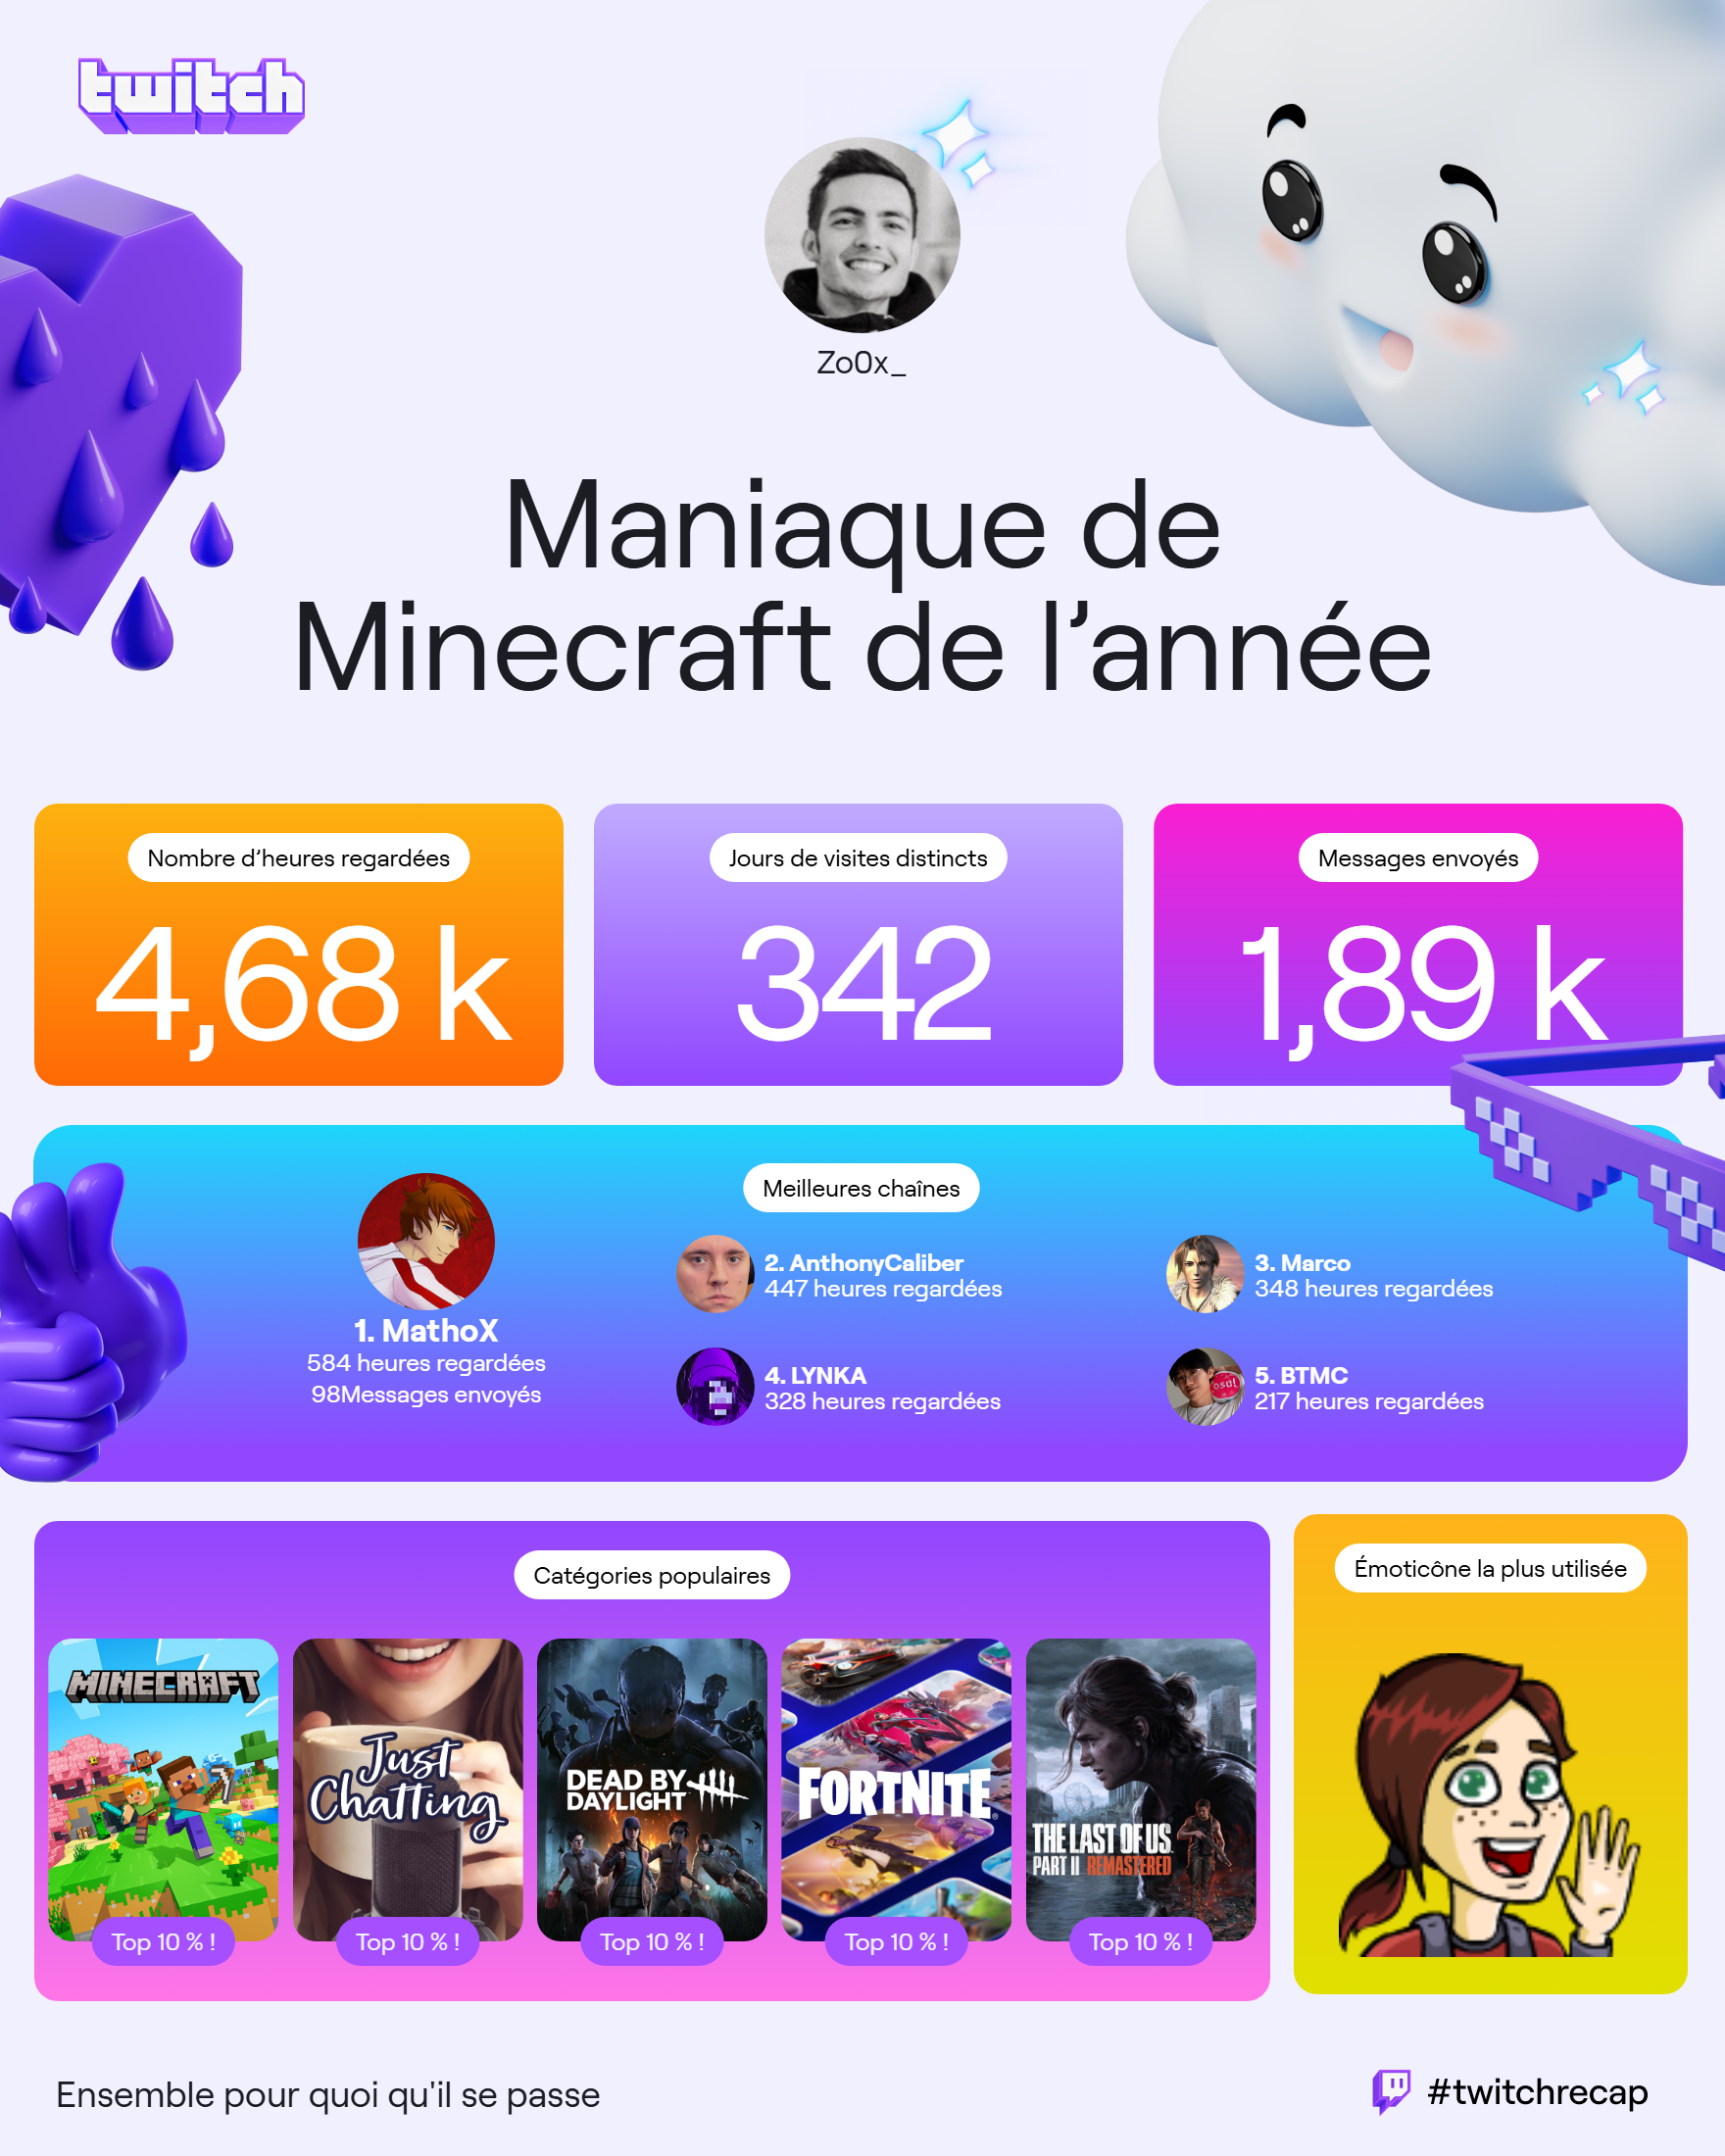 twitch
Zo0x_
Maniaque de
Minecraft de l’année
Nombre d’heures regardées
4,68 k
Jours de visites distincts
342
Messages envoyés
1,89 k
Meilleures chaînes
1. MathoX
584 heures regardées
98Messages envoyés
2. AnthonyCaliber
447 heures regardées
3. Marco
348 heures regardées
4. LYNKA
328 heures regardées
5. BTMC
217 heures regardées
osu!
Catégories populaires
MINECRAFT
Top 10 % !
Just
Chatting
Top 10 % !
DEAD BY
DAYLIGHT
Top 10 % !
FORTNITE
Top 10 % !
THE LAST OF US
PART II REMASTERED
Top 10 % !
Émoticône la plus utilisée
Ensemble pour quoi qu'il se passe
#twitchrecap